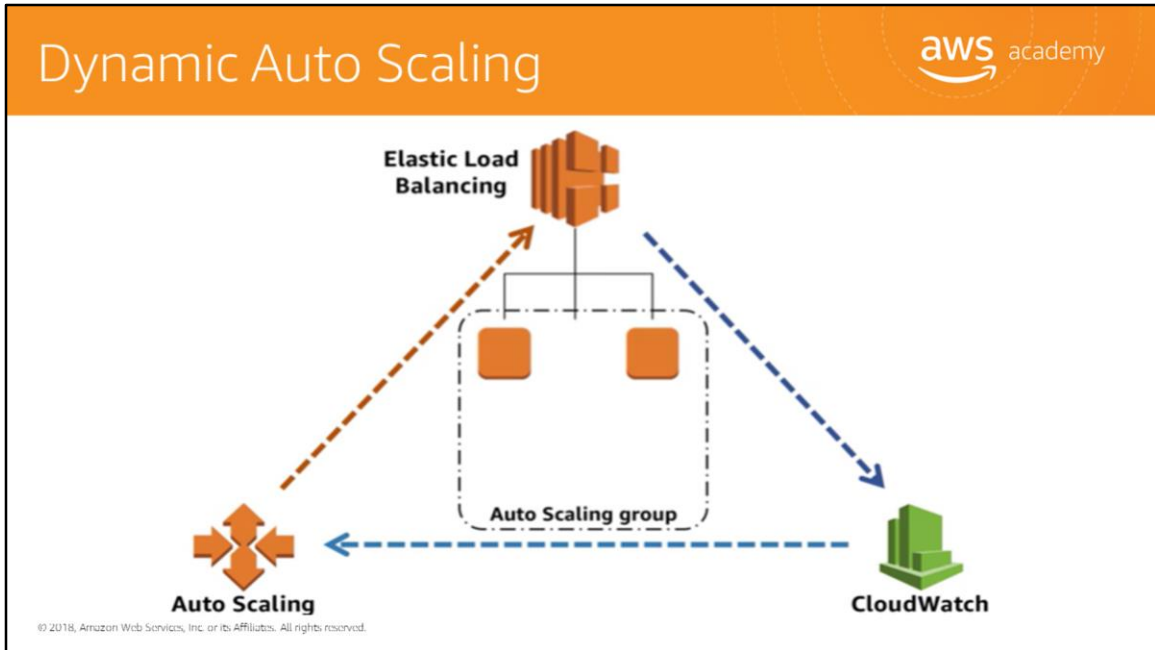 Dynamic Auto Scaling
aws academy
Elastic Load
Balancing
Auto Scaling group
Auto Scaling
CloudWatch
© 2018, Amazon Web Services, Inc. or its Affiliates. All rights reserved.